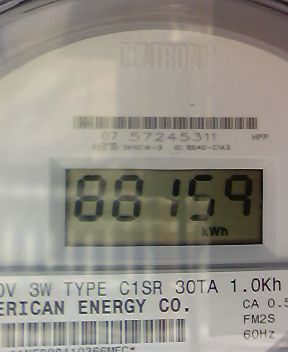 CENTRON
07 57245311 HPP
88159
kWh
0V 3W TYPE C1SR 30TA 1.0Kh
ERICAN ENERGY CO.
CA 0.5
FM2S
60Hz